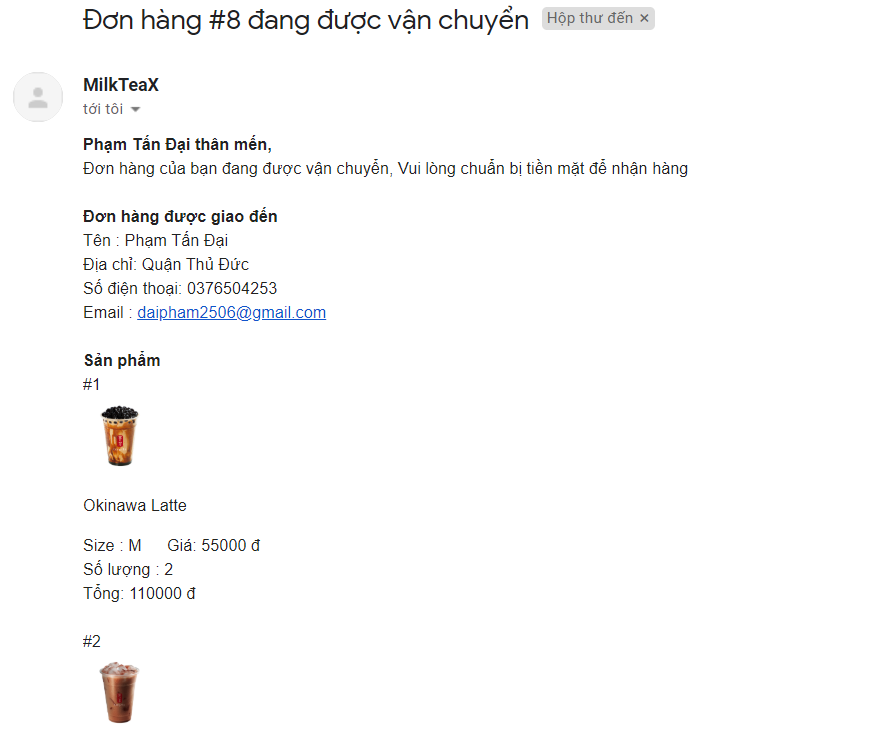 Đơn hàng #8 đang được vận chuyển Hộp thư đến ×
MilkTeaX
tới tôi
Phạm Tấn Đại thân mến,
Đơn hàng của bạn đang được vận chuyển, Vui lòng chuẩn bị tiền mặt để nhận hàng
Đơn hàng được giao đến
Tên : Phạm Tấn Đại
Địa chỉ: Quận Thủ Đức
Số điện thoại: 0376504253
Email : daipham2506@gmail.com
Sản phẩm
#1
Okinawa Latte
Size : M Giá: 55000 đ
Số lượng : 2
Tổng: 110000 đ
#2